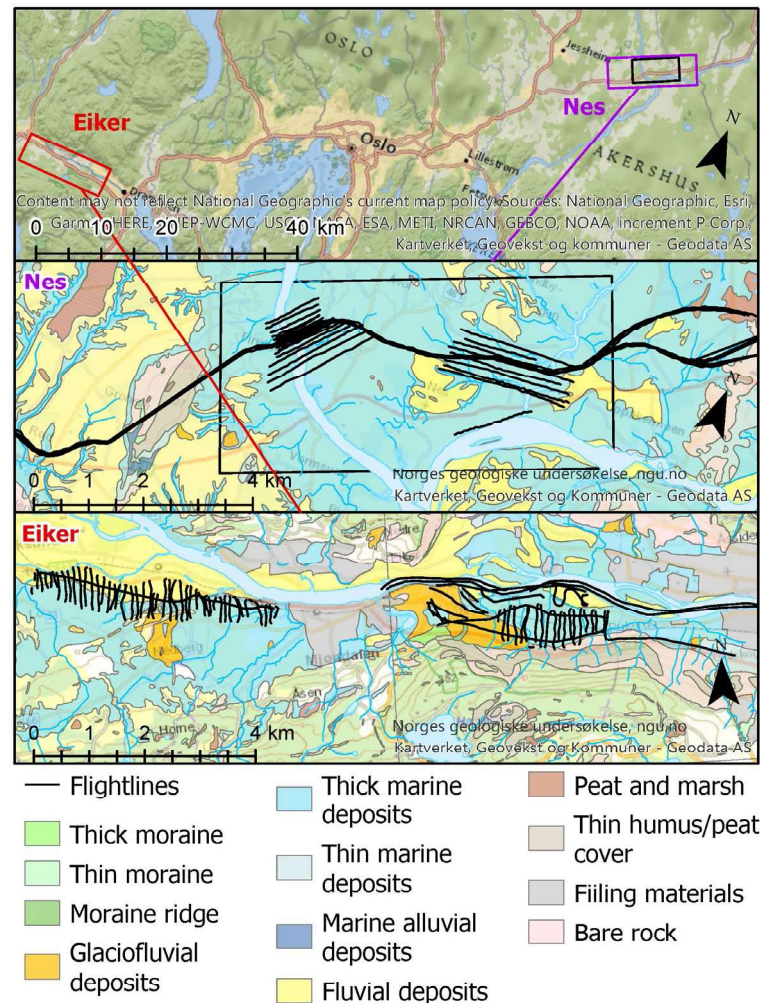 OSLO
Jessheim
Nes
Eiker
N
Oslo
Lillestrøm
AKERSHUS
Content may not reflect National Geographic's current map policy. Sources: National Geographic, Esri,
Garmin, HERE, UNEP-WCMC, USGS, NASA, ESA, METI, NRCAN, GEBCO, NOAA, increment P Corp.;
Kartverket, Geovekst og kommuner - Geodata AS
0 10 20 40 km
Nes
N
Norges geologiske undersøkelse, ngu.no
Kartverket, Geovekst og Kommuner - Geodata AS
0 1 2 4 km
Eiker
Åsen
N
Norges geologiske undersøkelse, ngu.no
Kartverket, Geovekst og Kommuner - Geodata AS
0 1 2 4 km
Flightlines
Thick moraine
Thin moraine
Moraine ridge
Glaciofluvial
deposits
Thick marine
deposits
Thin marine
deposits
Marine alluvial
deposits
Fluvial deposits
Peat and marsh
Thin humus/peat
cover
Fiiling materials
Bare rock